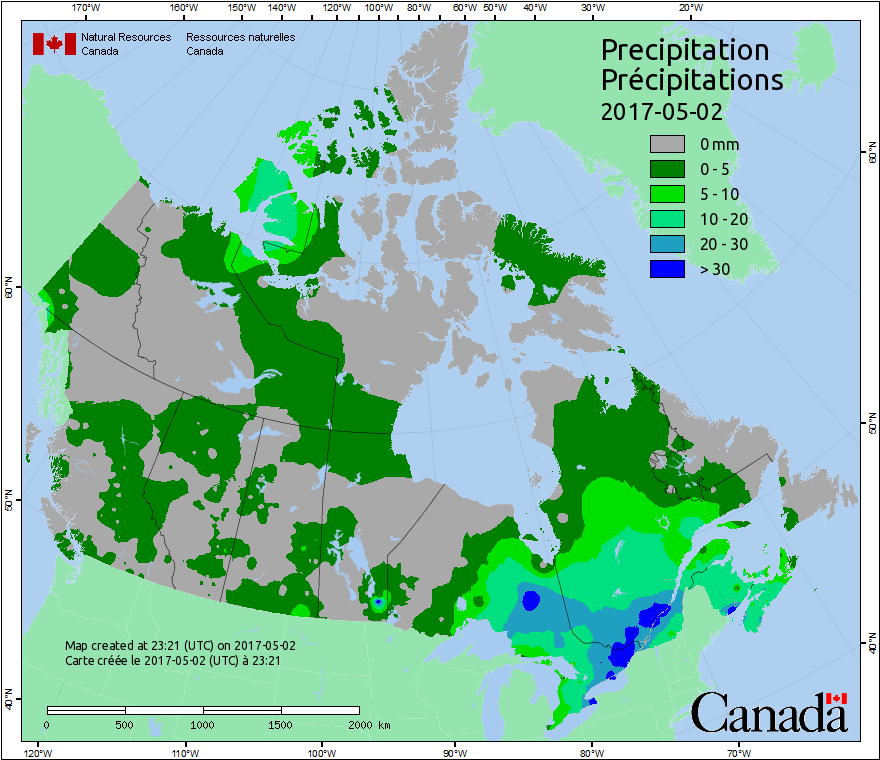 170°W 160°W 150°W 140°W 130°W 120°W 110°W 100°W 90°W 80°W 60°W 50°W 40°W 30°W 20°W
Natural Resources Ressources naturelles
Canada Canada
Precipitation
Précipitations
2017-05-02
0 mm
0 - 5
5 - 10
10 - 20
20 - 30
> 30
60°N
60°N
50°N
50°N
40°N
40°N
Map created at 23:21 (UTC) on 2017-05-02
Carte créée le 2017-05-02 (UTC) à 23:21
0 500 1000 1500 2000 km
Canada
120°W 110°W 100°W 90°W 80°W 70°W